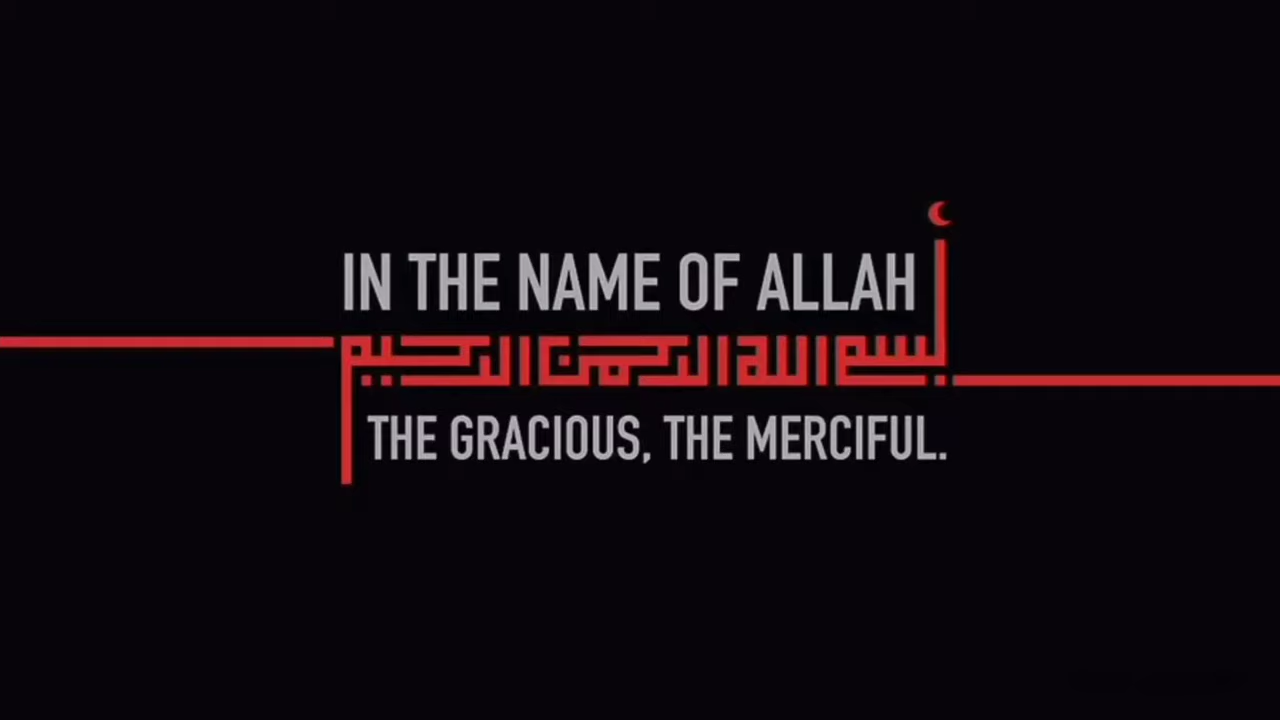 IN THE NAME OF ALLAH
بسم الله الرحمن الرحيم
THE GRACIOUS, THE MERCIFUL.